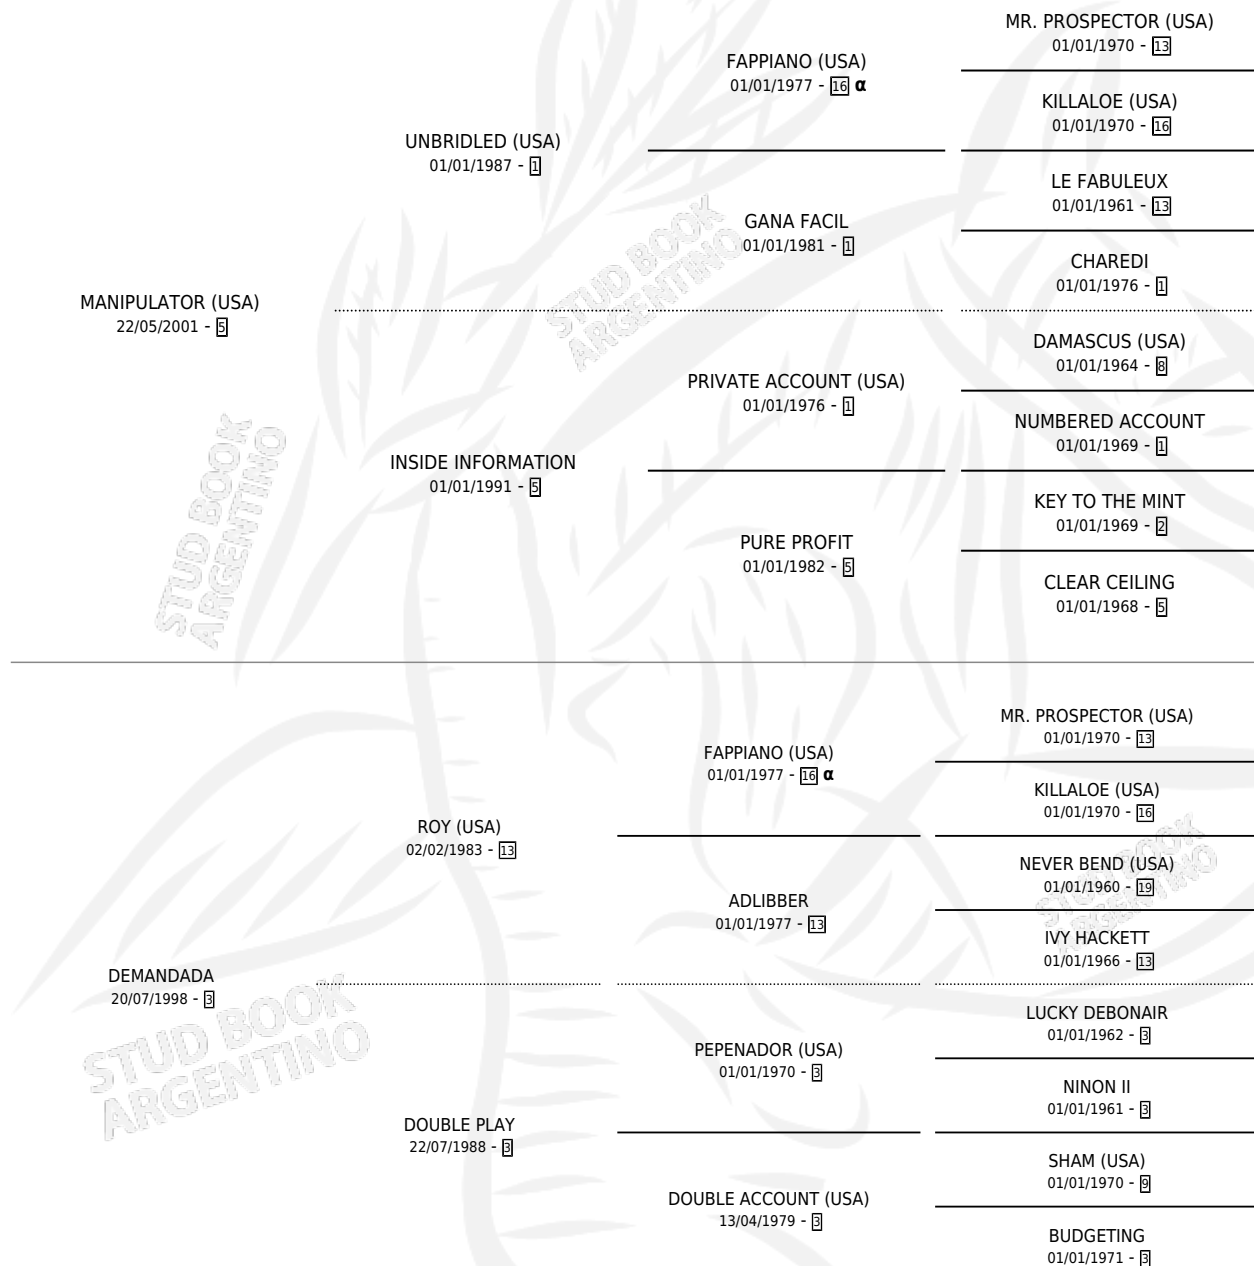 MR. PROSPECTOR (USA)
01/01/1970 - 13
FAPPIANO (USA)
01/01/1977 - 16 α
KILLALOE (USA)
01/01/1970 - 16
UNBRIDLED (USA)
01/01/1987 - 1
LE FABULEUX
01/01/1961 - 13
GANA FACIL
01/01/1981 - 1
CHAREDI
01/01/1976 - 1
MANIPULATOR (USA)
22/05/2001 - 5
DAMASCUS (USA)
01/01/1964 - 8
PRIVATE ACCOUNT (USA)
01/01/1976 - 1
NUMBERED ACCOUNT
01/01/1969 - 1
INSIDE INFORMATION
01/01/1991 - 5
KEY TO THE MINT
01/01/1969 - 2
PURE PROFIT
01/01/1982 - 5
CLEAR CEILING
01/01/1968 - 5
MR. PROSPECTOR (USA)
01/01/1970 - 13
FAPPIANO (USA)
01/01/1977 - 16 α
KILLALOE (USA)
01/01/1970 - 16
ROY (USA)
02/02/1983 - 13
NEVER BEND (USA)
01/01/1960 - 19
ADLIBBER
01/01/1977 - 13
IVY HACKETT
01/01/1966 - 13
DEMANDADA
20/07/1998 - 3
LUCKY DEBONAIR
01/01/1962 - 3
PEPENADOR (USA)
01/01/1970 - 3
NINON II
01/01/1961 - 3
DOUBLE PLAY
22/07/1988 - 3
SHAM (USA)
01/01/1970 - 9
DOUBLE ACCOUNT (USA)
13/04/1979 - 3
BUDGETING
01/01/1971 - 3
STUD BOOK
ARGENTINO
STUD BOOK
ARGENTINO
STUD BOOK
ARGENTINO
STUD BOOK
ARGENTINO